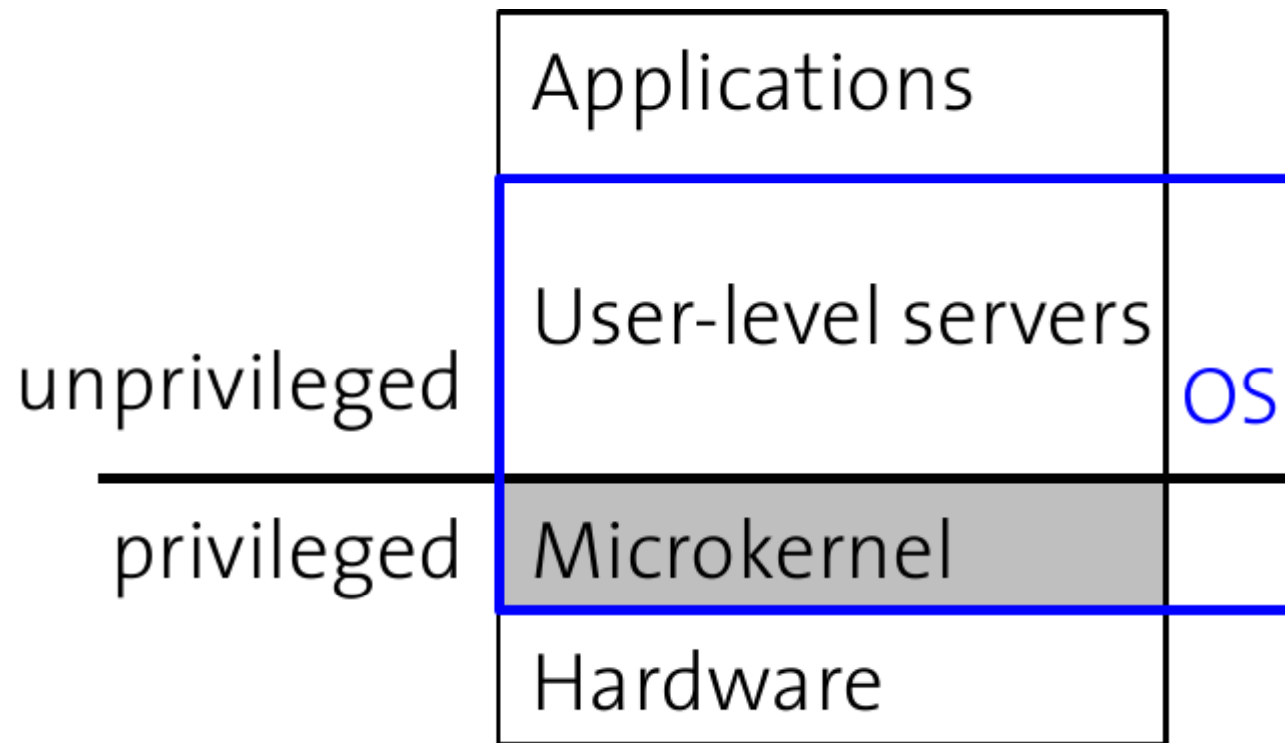 Applications
User-level servers
unprivileged
OS
privileged
Microkernel
Hardware